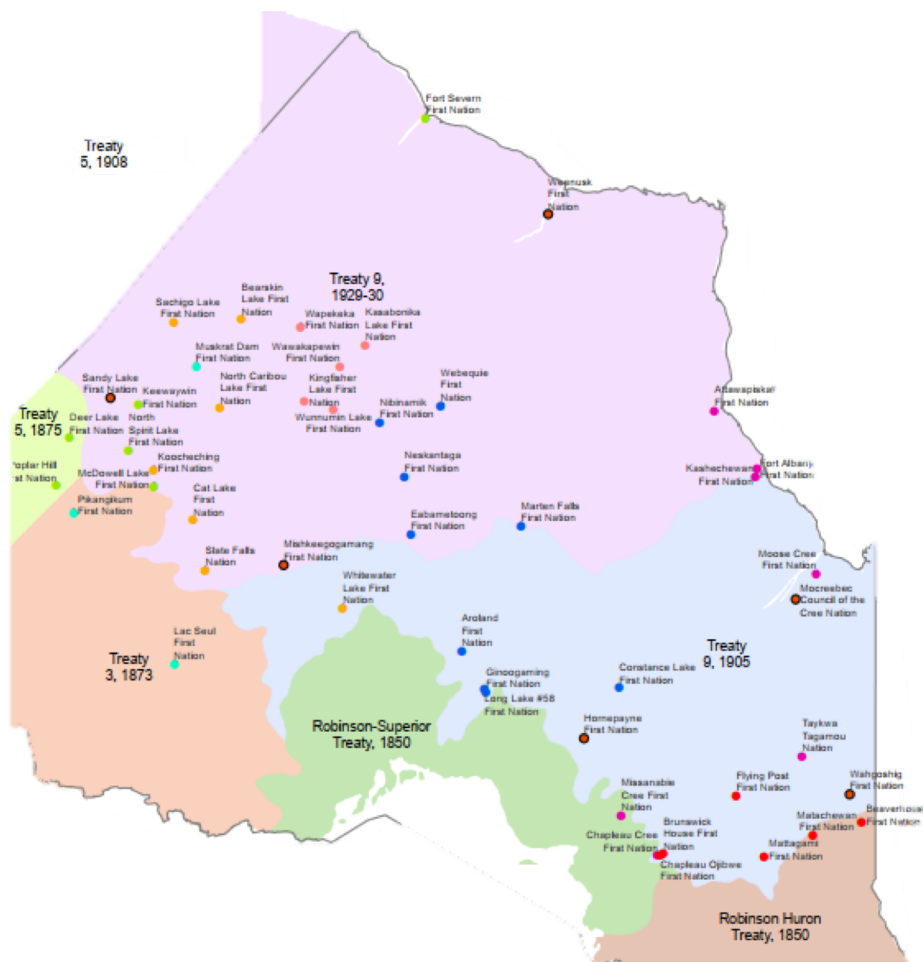 Fort Severn
First Nation
Treaty
5, 1908
Weenusk
First
Nation
Treaty 9,
1929-30
Bearskin
Lake First
Nation
Sachigo Lake
First Nation
Wapekeka
First Nation
Kasabonika
Lake First
Nation
Muskrat Dam
First Nation
Wawakapewin
First Nation
Sandy Lake
First Nation
Keewaywin
First Nation
North Caribou
Lake First
Nation
Kingfisher
Lake First
Nation
Wunnumin Lake
First Nation
Webequie
First
Nation
Nibinamik
First Nation
Attawapiskat
First Nation
Treaty
5, 1875
Deer Lake
First Nation
North
Spirit Lake
First Nation
Koocheching
First Nation
Poplar Hill
First Nation
McDowell Lake
First Nation
Pikangikum
First Nation
Cat Lake
First
Nation
Neskantaga
First Nation
Kashechewan
First Nation
Fort Albany
First Nation
Eabametoong
First Nation
Marten Falls
First Nation
Slate Falls
First Nation
Mishkeegogamang
First Nation
Whitewater
Lake First
Nation
Moose Cree
First Nation
Mocreebec
Council of the
Cree Nation
Lac Seul
First
Nation
Treaty
3, 1873
Aroland
First
Nation
Treaty
9, 1905
Ginoogaming
First Nation
Long Lake #58
First Nation
Constance Lake
First Nation
Robinson-Superior
Treaty, 1850
Hornepayne
First Nation
Taykwa
Tagamou
Nation
Missanabie
Cree First
Nation
Flying Post
First Nation
Wahgoshig
First Nation
Beaverhouse
First Nation
Matachewan
First Nation
Chapleau Cree
First Nation
Brunswick
House First
Nation
Mattagami
First Nation
Chapleau Ojibwe
First Nation
Robinson Huron
Treaty, 1850